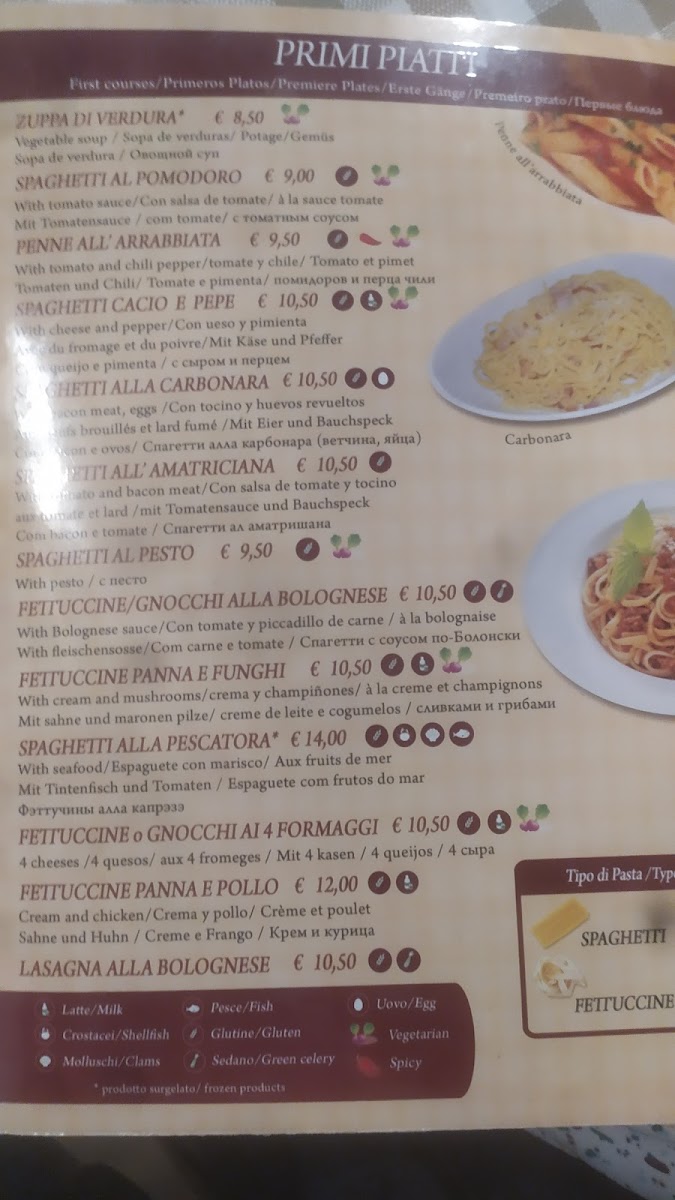 PRIMI PIATTI
First courses/Primeros Platos/Premiere Plates/Erste Gänge/Premeiro prato/Первые блюда
ZUPPA DI VERDURA* € 8,50
Vegetable soup / Sopa de verduras/ Potage/Gemüs
Sopa de verdura / Овощной суп
Penne all'arrabbiata
SPAGHETTI AL POMODORO € 9,00
With tomato sauce/Con salsa de tomate/ à la sauce tomate
Mit Tomatensauce / com tomate/ с томатным соусом
PENNE ALL' ARRABBIATA € 9,50
With tomato and chili pepper/tomate y chile/ Tomato et pimet
Tomaten und Chili/ Tomate e pimenta/ помидоров и перца чили
SPAGHETTI CACIO E PEPE € 10,50
With cheese and pepper/Con ueso y pimienta
du fromage et du poivre/Mit Käse und Pfeffer
queijo e pimenta / с сыром и перцем
SPAGHETTI ALLA CARBONARA € 10,50
bacon meat, eggs /Con tocino y huevos revueltos
brouillés et lard fumé /Mit Eier und Bauchspeck
e ovos/ Спагетти алла карбонара (ветчина, яйца)
Carbonara
SPAGHETTI ALL' AMATRICIANA € 10,50
With tomato and bacon meat/Con salsa de tomate y tocino
aux tomate et lard /mit Tomatensauce und Bauchspeck
Com bacon e tomate / Спагетти ал аматришана
SPAGHETTI AL PESTO € 9,50
With pesto / с песто
FETTUCCINE/GNOCCHI ALLA BOLOGNESE € 10,50
With Bolognese sauce/Con tomate y piccadillo de carne / à la bolognaise
With fleischensosse/Com carne e tomate / Спагетти с соусом по-Болонски
FETTUCCINE PANNA E FUNGHI € 10,50
With cream and mushrooms/crema y champiñones/ à la creme et champignons
Mit sahne und maronen pilze/ creme de leite e cogumelos / сливками и грибами
SPAGHETTI ALLA PESCATORA* € 14,00
With seafood/Espaguete con marisco/ Aux fruits de mer
Mit Tintenfisch und Tomaten / Espaguete com frutos do mar
Фэттучины алла капрэзэ
FETTUCCINE o GNOCCHI AI 4 FORMAGGI € 10,50
4 cheeses /4 quesos/ aux 4 fromeges / Mit 4 kasen / 4 queijos / 4 сыра
FETTUCCINE PANNA E POLLO € 12,00
Cream and chicken/Crema y pollo/ Crème et poulet
Sahne und Huhn / Creme e Frango / Крем и курица
LASAGNA ALLA BOLOGNESE € 10,50
Tipo di Pasta /Type
SPAGHETTI
FETTUCCINE
Latte/Milk Pesce/Fish Uovo/Egg
Crostacei/Shellfish Glutine/Gluten Vegetarian
Molluschi/Clams Sedano/Green celery Spicy
* prodotto surgelato/ frozen products